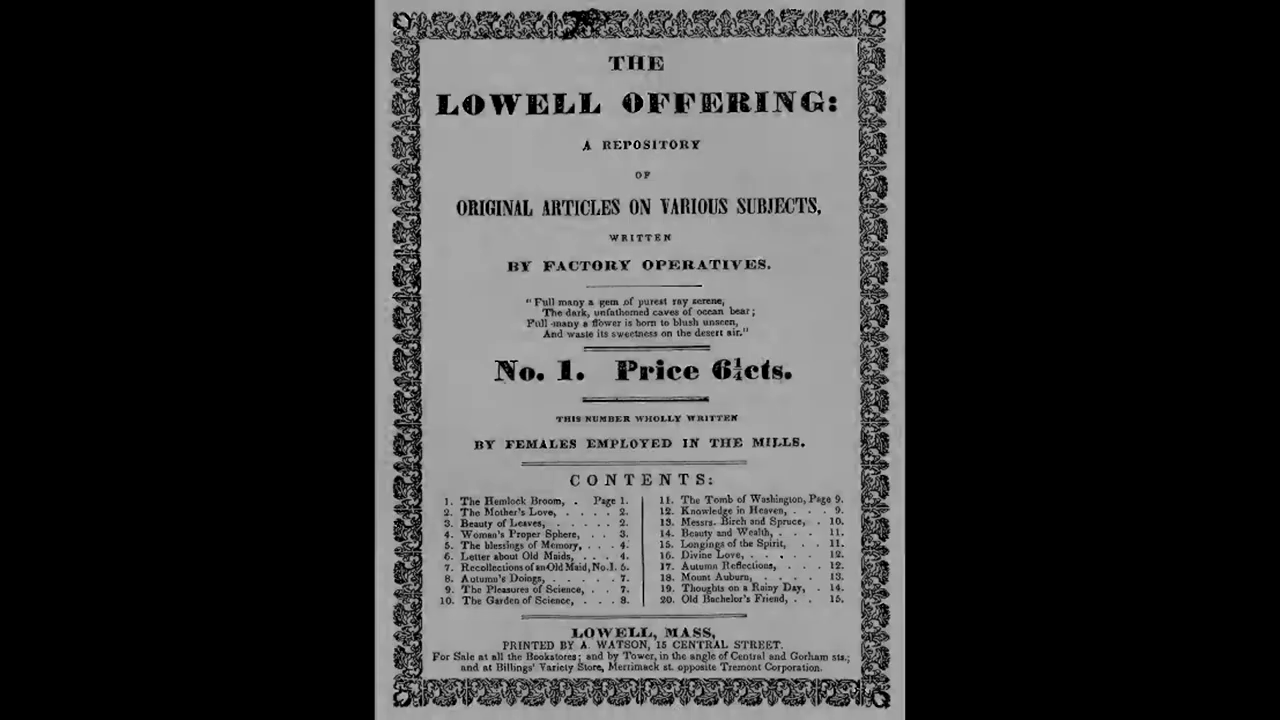 THE
LOWELL OFFERING:
A REPOSITORY
OF
ORIGINAL ARTICLES ON VARIOUS SUBJECTS,
WRITTEN
BY FACTORY OPERATIVES.
"Full many a gem of purest ray serene,
The dark, unfathomed caves of ocean bear;
Full many a flower is born to blush unseen,
And waste its sweetness on the desert air."
No. 1. Price 6¼cts.
THIS NUMBER WHOLLY WRITTEN
BY FEMALES EMPLOYED IN THE MILLS.
CONTENTS:
1. The Hemlock Broom, . Page 1.
2. The Mother's Love, . . . . 2.
3. Beauty of Leaves, . . . . . 2.
4. Woman's Proper Sphere, . . 3.
5. The blessings of Memory, . . . 4.
6. Letter about Old Maids, . . . . 4.
7. Recollections of an Old Maid, No. 1. 5.
8. Autumn's Doings, . . . . . 7.
9. The Pleasures of Science, . . 7.
10. The Garden of Science, . . . 8.
11. The Tomb of Washington, Page 9.
12. Knowledge in Heaven, . . . 9.
13. Messrs. Birch and Spruce, . 10.
14. Beauty and Wealth, . . . 11.
15. Longings of the Spirit, . . 11.
16. Divine Love, . . . . . 12.
17. Autumn Reflections, . . . 12.
18. Mount Auburn, . . . . . 13.
19. Thoughts on a Rainy Day, . 14.
20. Old Bachelor's Friend, . . 15.
LOWELL, MASS,
PRINTED BY A. WATSON, 15 CENTRAL STREET.
For Sale at all the Bookstores; and by Tower, in the angle of Central and Gorham sts.;
and at Billings' Variety Store, Merrimack st. opposite Tremont Corporation.